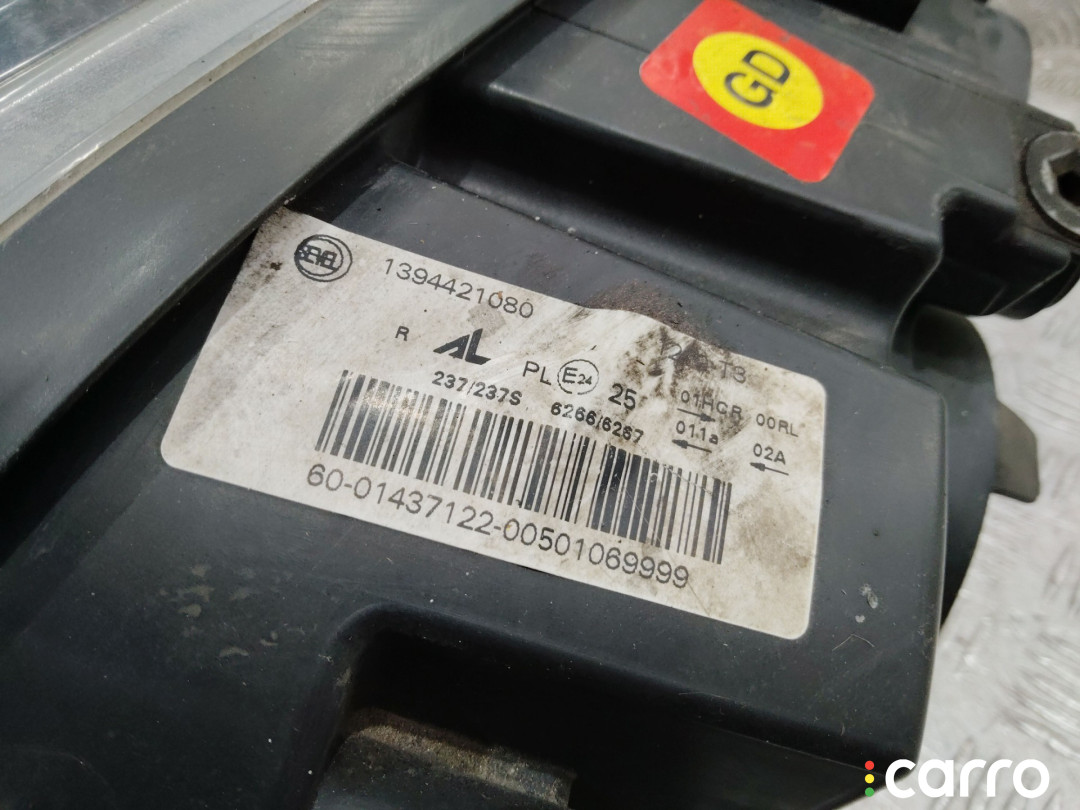 GD
SEVEL
1394421080
R AL PL E24 25 01HCR 00RL
237/237S 6266/6267 01.1a 02A
60-01437122-00501069999
carro